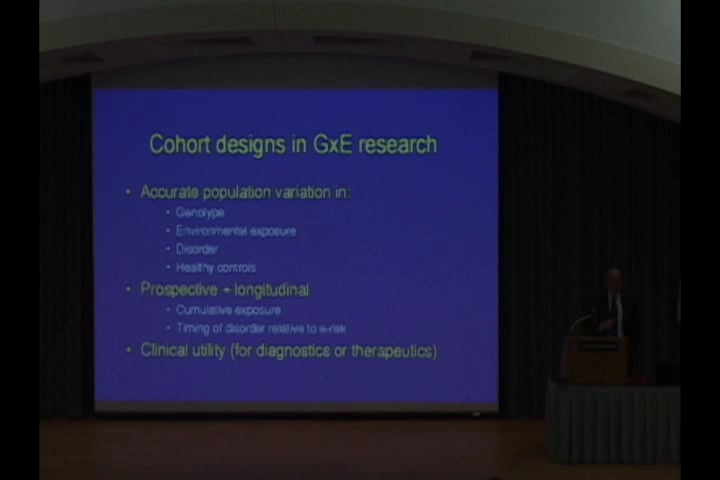 Cohort designs in GxE research
• Accurate population variation in:
- Genotype
- Environmental exposure
- Disorder
- Healthy controls
• Prospective + longitudinal
- Cumulative exposure
- Timing of disorder relative to e-risk
• Clinical utility (for diagnostics or therapeutics)